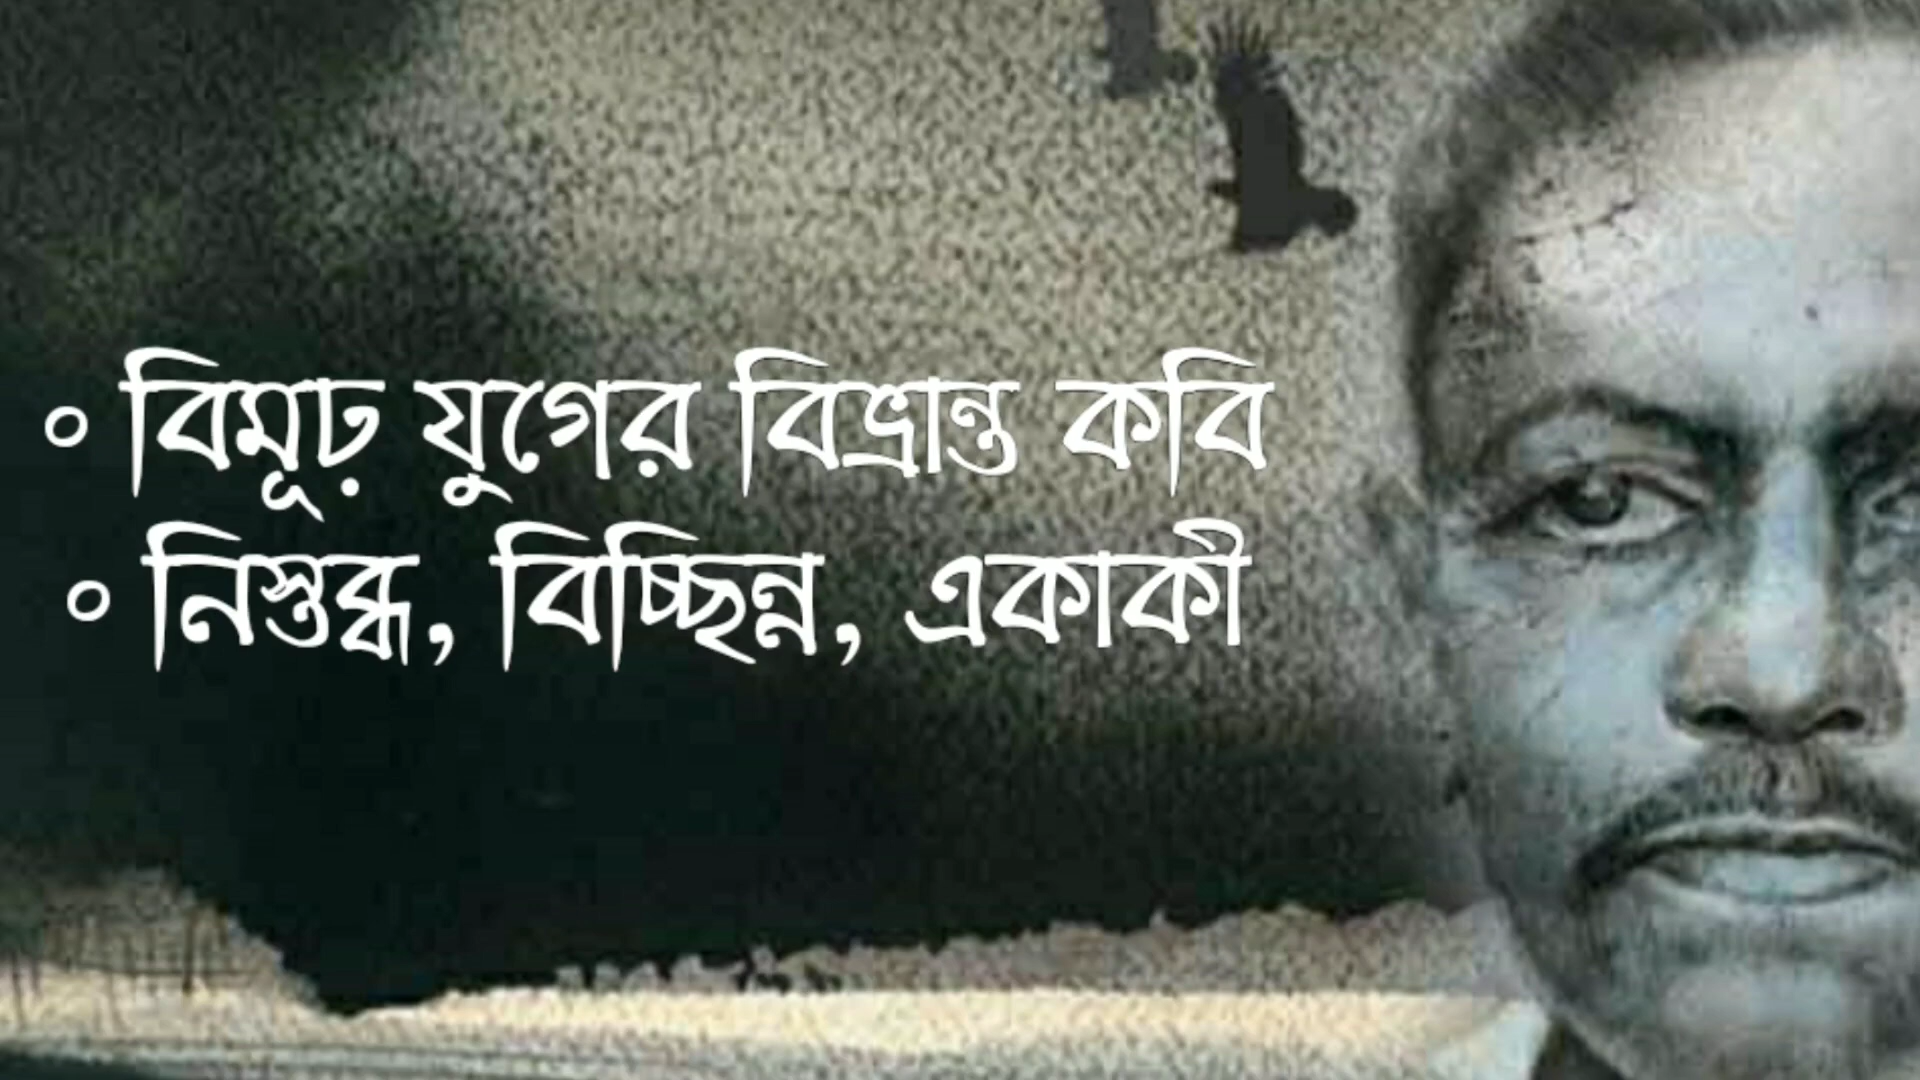 ◦ বিমূঢ় যুগের বিভ্রান্ত কবি
◦ নিস্তব্ধ, বিচ্ছিন্ন, একাকী